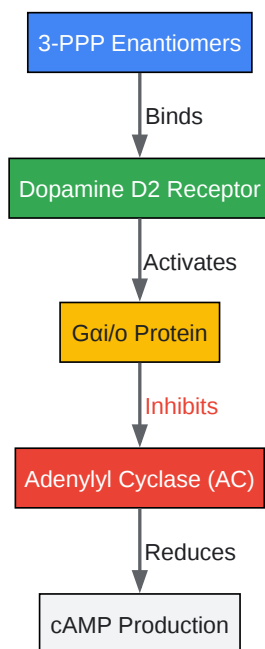 3-PPP Enantiomers
Binds
Dopamine D2 Receptor
Activates
Gαi/o Protein
Inhibits
Adenylyl Cyclase (AC)
Reduces
cAMP Production